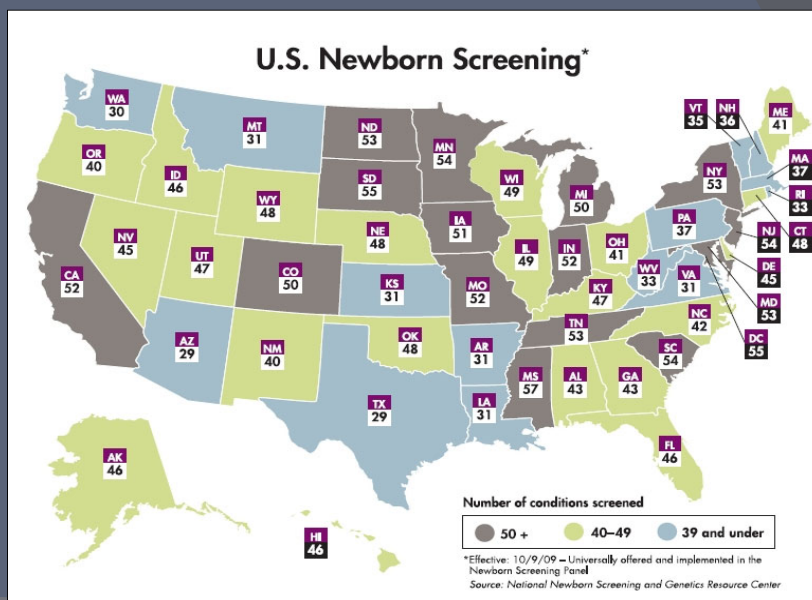 U.S. Newborn Screening*
WA
30
MT
31
ND
53
MN
54
VT
35
NH
36
ME
41
OR
40
ID
46
SD
55
WI
49
NY
53
MA
37
WY
48
MI
50
RI
33
NV
45
NE
48
IA
51
PA
37
NJ
54
CT
48
CA
52
UT
47
CO
50
IL
49
IN
52
OH
41
WV
33
VA
31
DE
45
KS
31
MO
52
KY
47
MD
53
AZ
29
NM
40
OK
48
AR
31
TN
53
NC
42
DC
55
SC
54
TX
29
LA
31
MS
57
AL
43
GA
43
FL
46
AK
46
HI
46
Number of conditions screened
50 +
40–49
39 and under
*Effective: 10/9/09 – Universally offered and implemented in the
Newborn Screening Panel
Source: National Newborn Screening and Genetics Resource Center